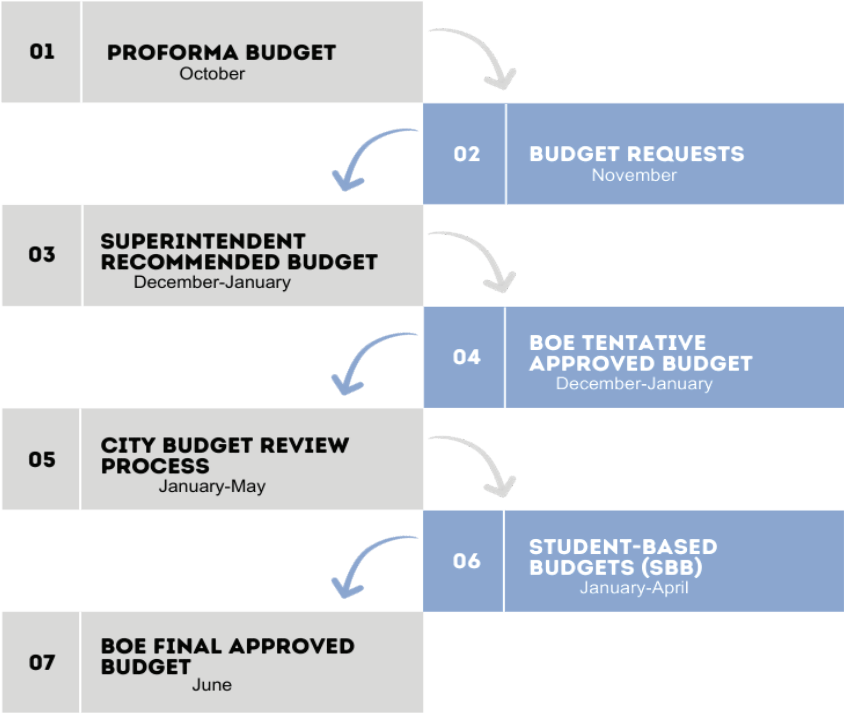 01
PROFORMA BUDGET
October
02
BUDGET REQUESTS
November
03
SUPERINTENDENT
RECOMMENDED BUDGET
December-January
04
BOE TENTATIVE
APPROVED BUDGET
December-January
05
CITY BUDGET REVIEW
PROCESS
January-May
06
STUDENT-BASED
BUDGETS (SBB)
January-April
07
BOE FINAL APPROVED
BUDGET
June